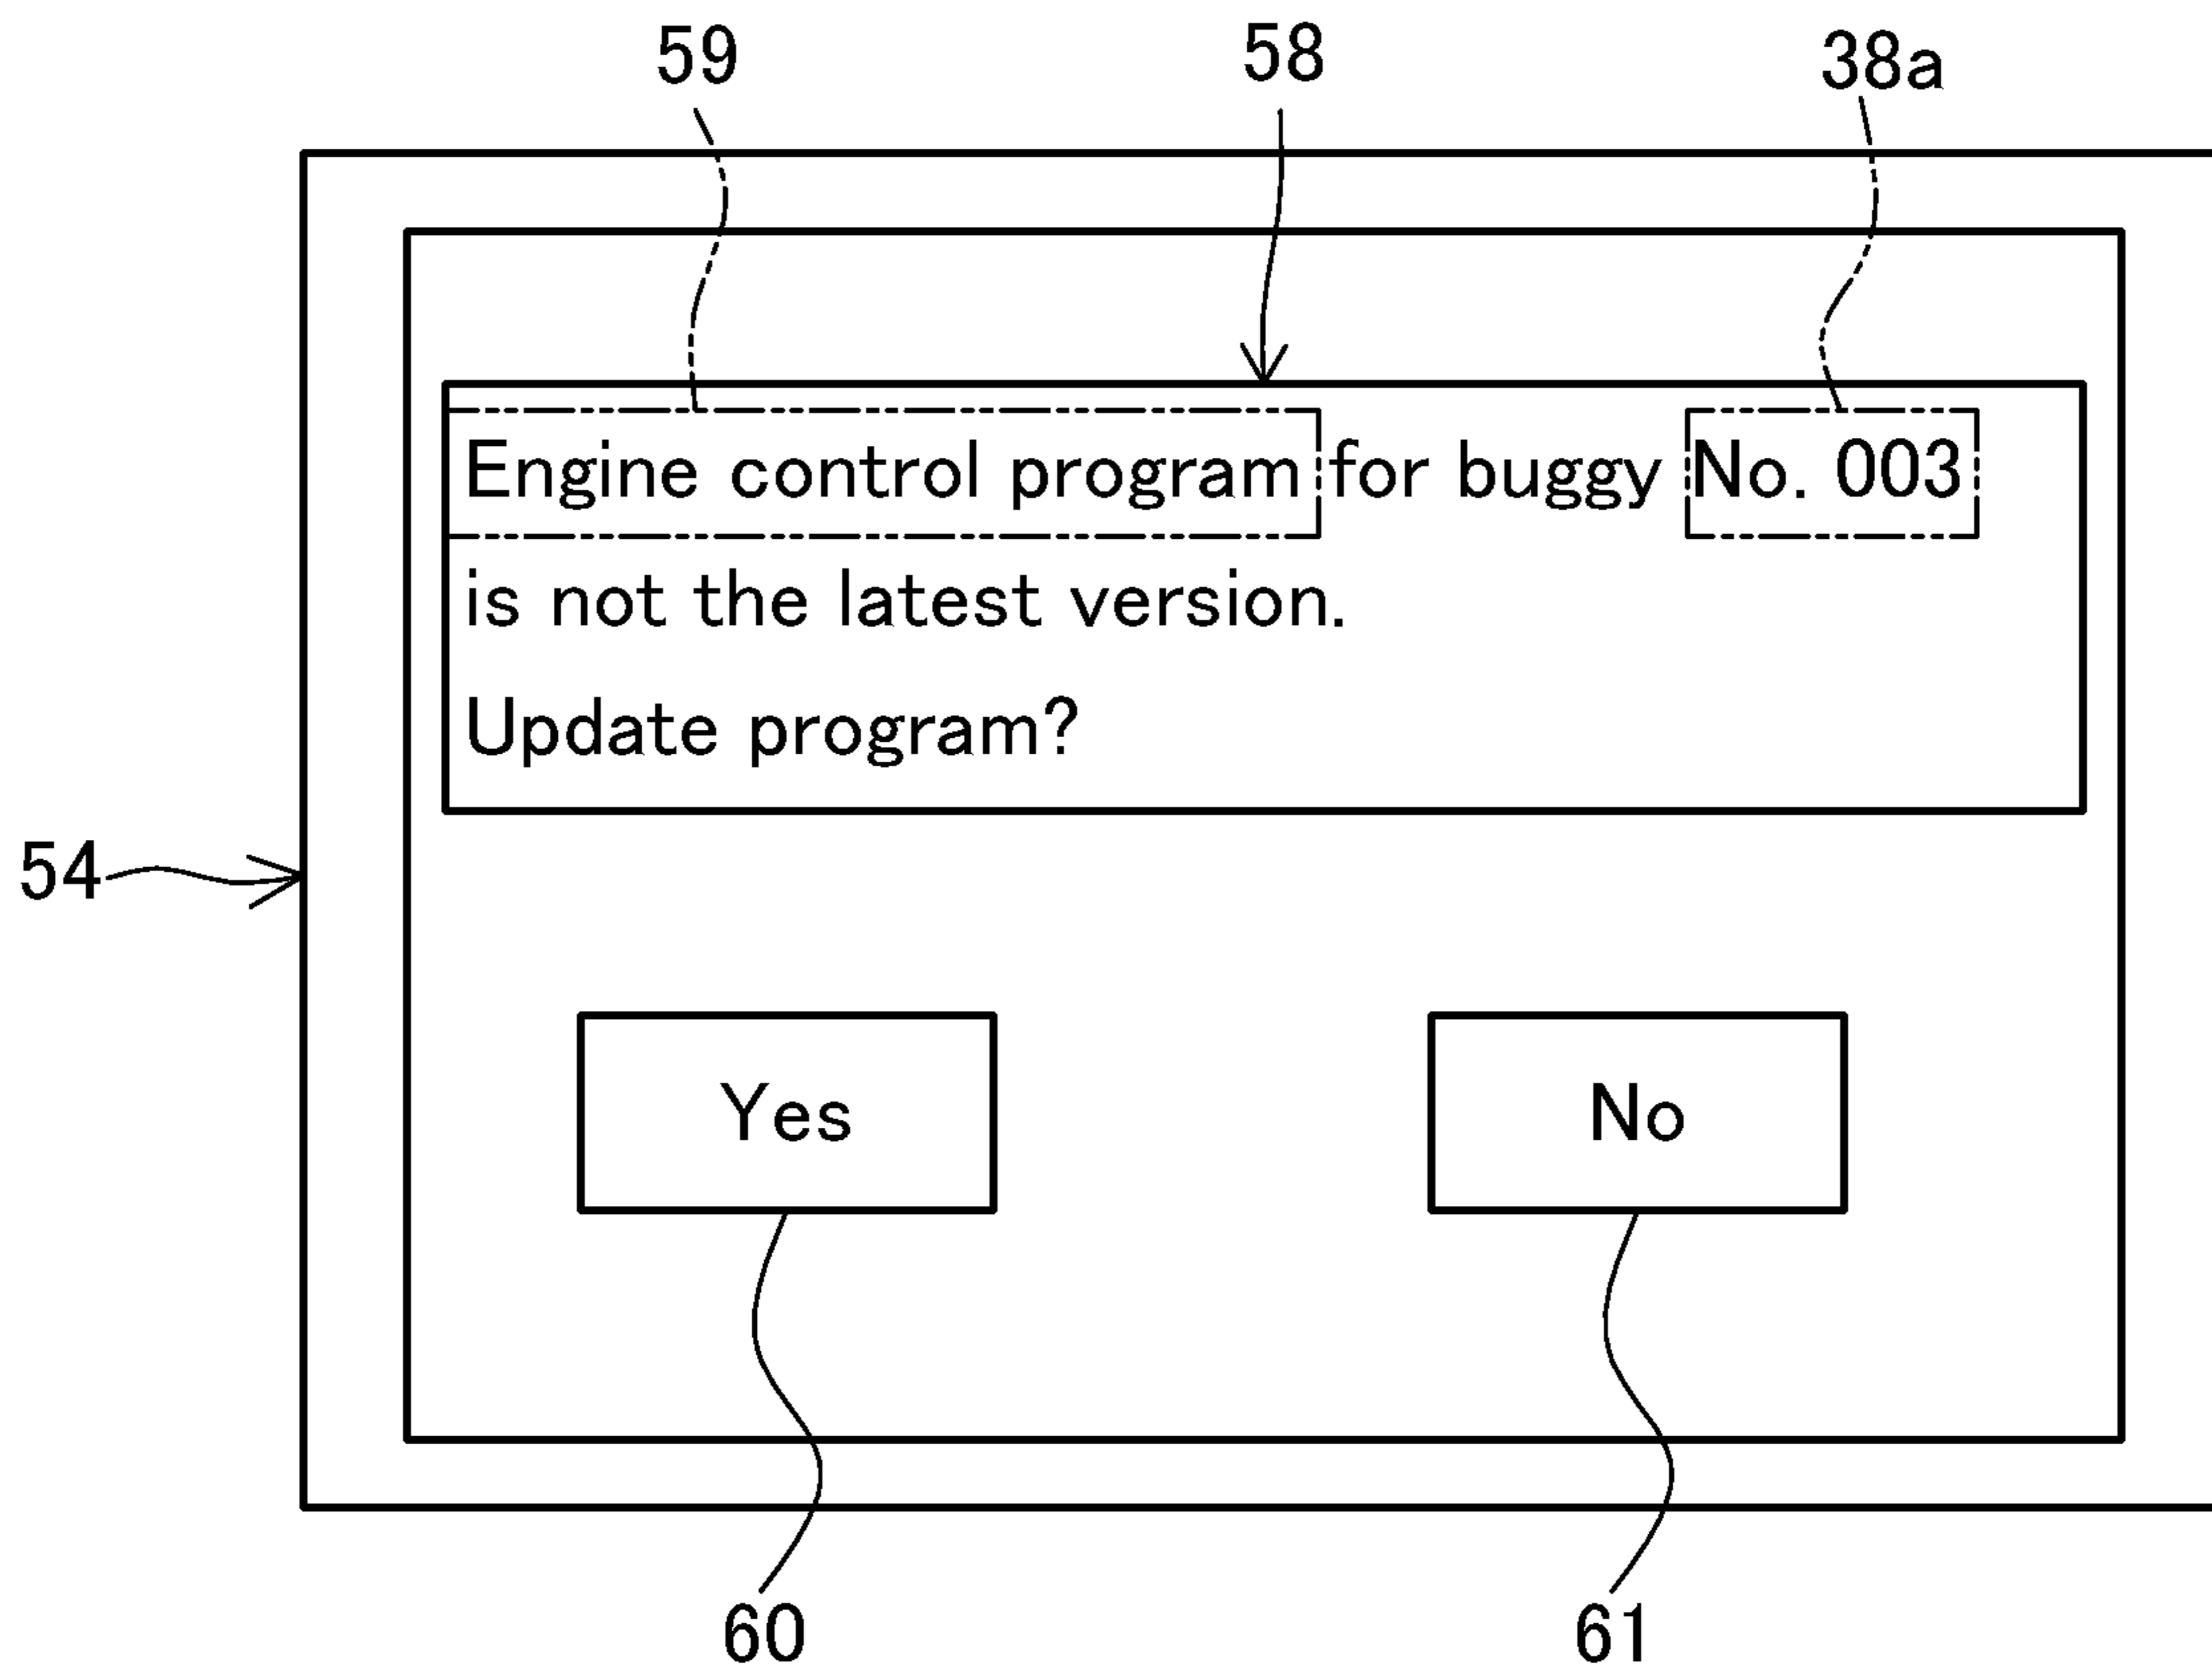 59 58 38a
Engine control program for buggy No. 003
is not the latest version.
Update program?
54
Yes No
60 61